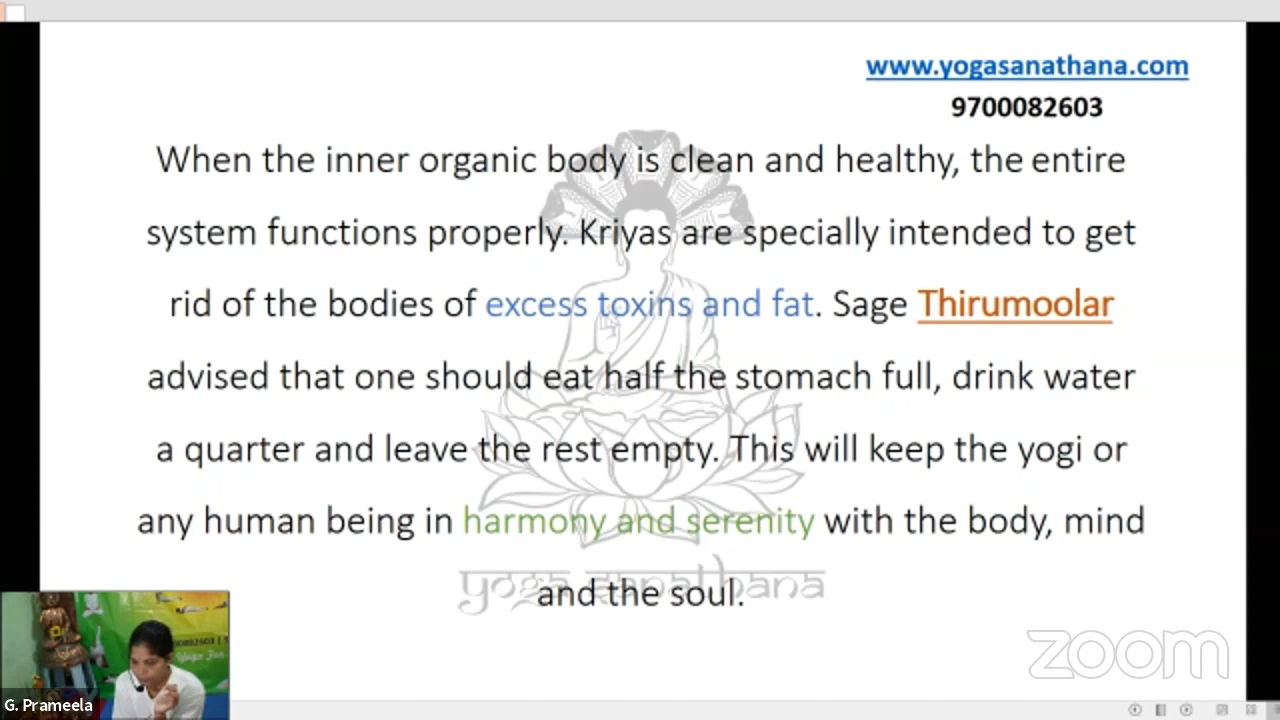 www.yogasanathana.com
9700082603
When the inner organic body is clean and healthy, the entire
system functions properly. Kriyas are specially intended to get
rid of the bodies of excess toxins and fat. Sage Thirumoolar
advised that one should eat half the stomach full, drink water
a quarter and leave the rest empty. This will keep the yogi or
any human being in harmony and serenity with the body, mind
and the soul.
yoga sanathana
zoom
G. Prameela